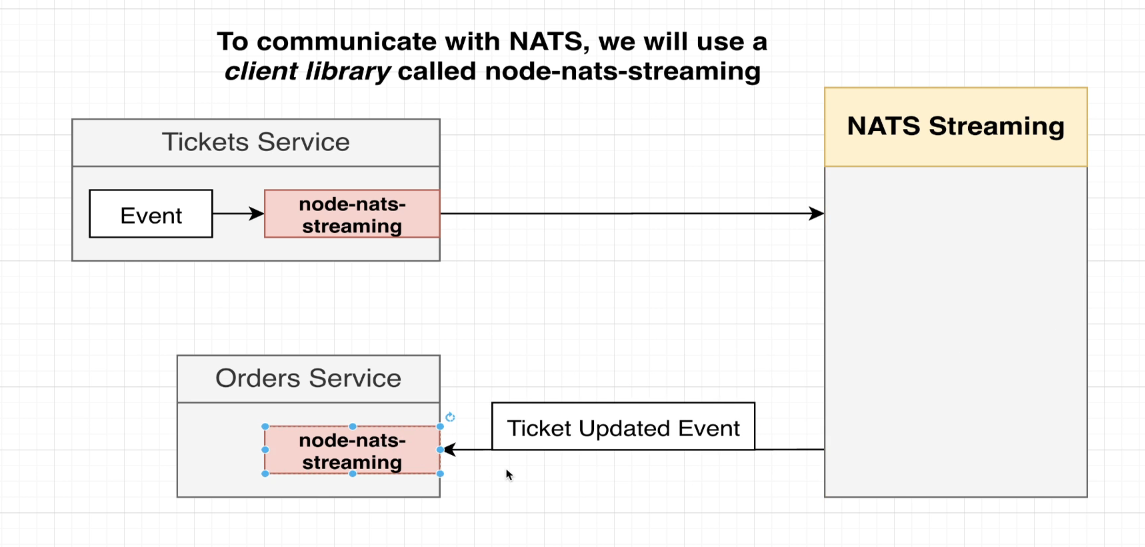 To communicate with NATS, we will use a
client library called node-nats-streaming
NATS Streaming
Tickets Service
Event
node-nats-
streaming
Orders Service
node-nats-
streaming
Ticket Updated Event